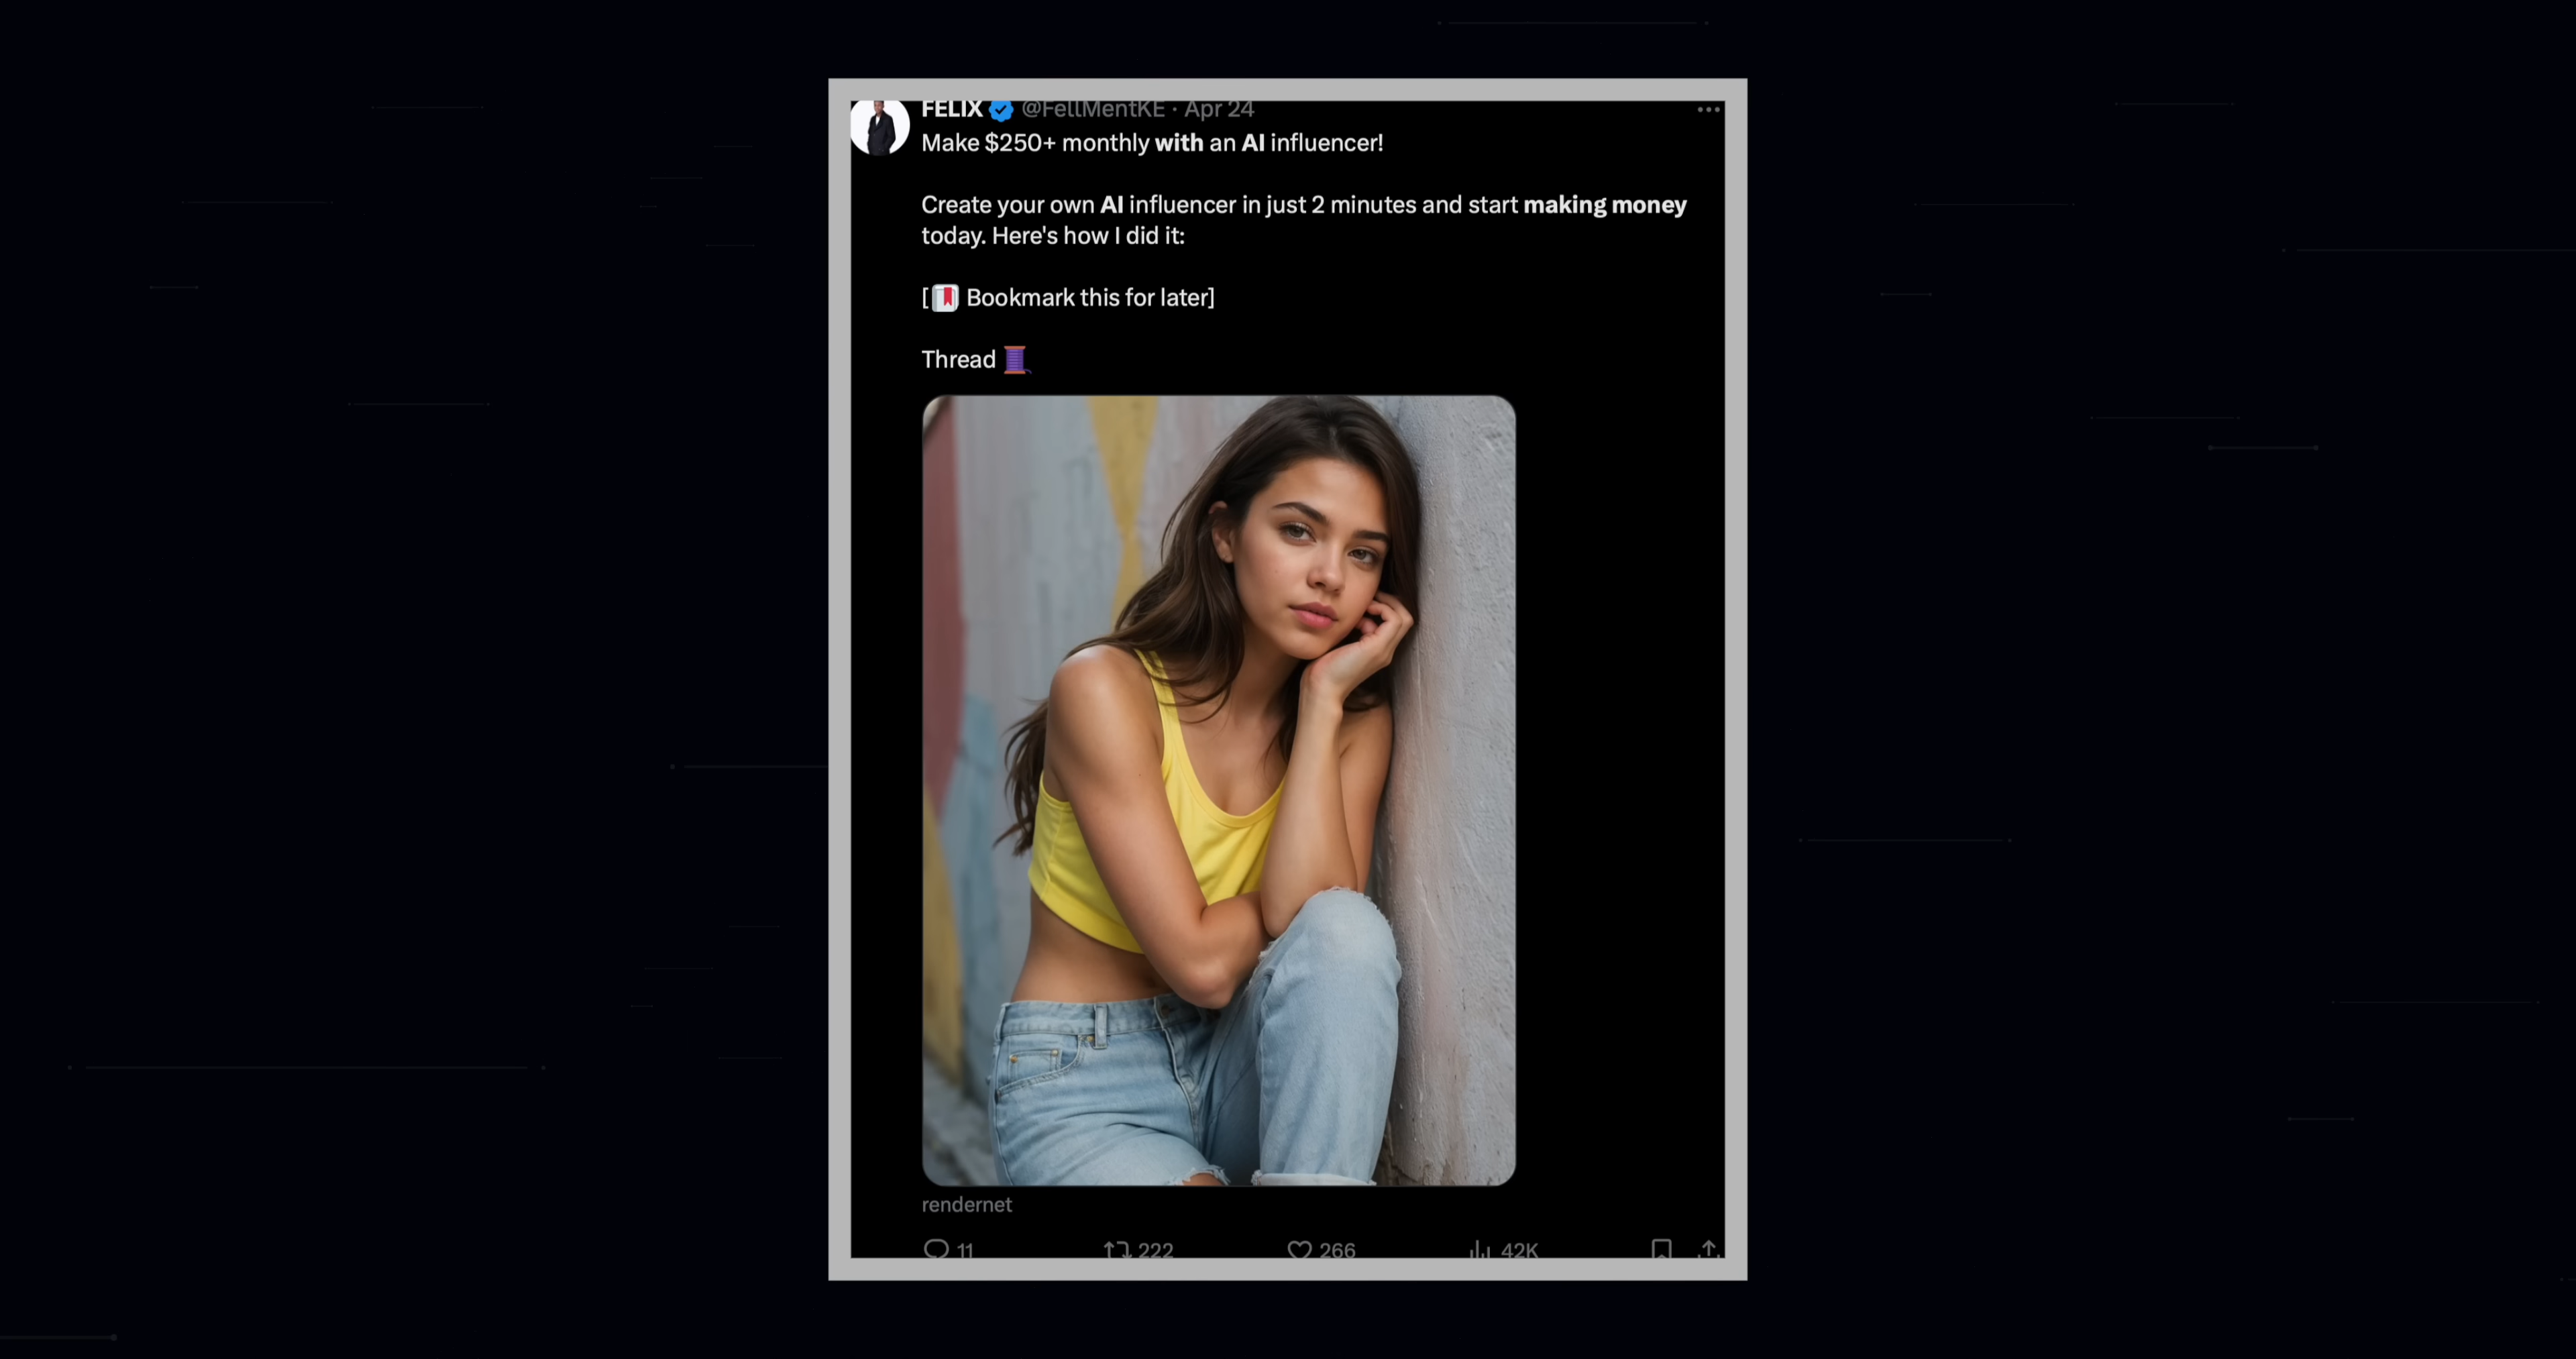 FELIX @FellMentKE · Apr 24
Make $250+ monthly with an AI influencer!
Create your own AI influencer in just 2 minutes and start making money
today. Here's how I did it:
[🔖 Bookmark this for later]
Thread 🧵
rendernet
11 222 266 42K